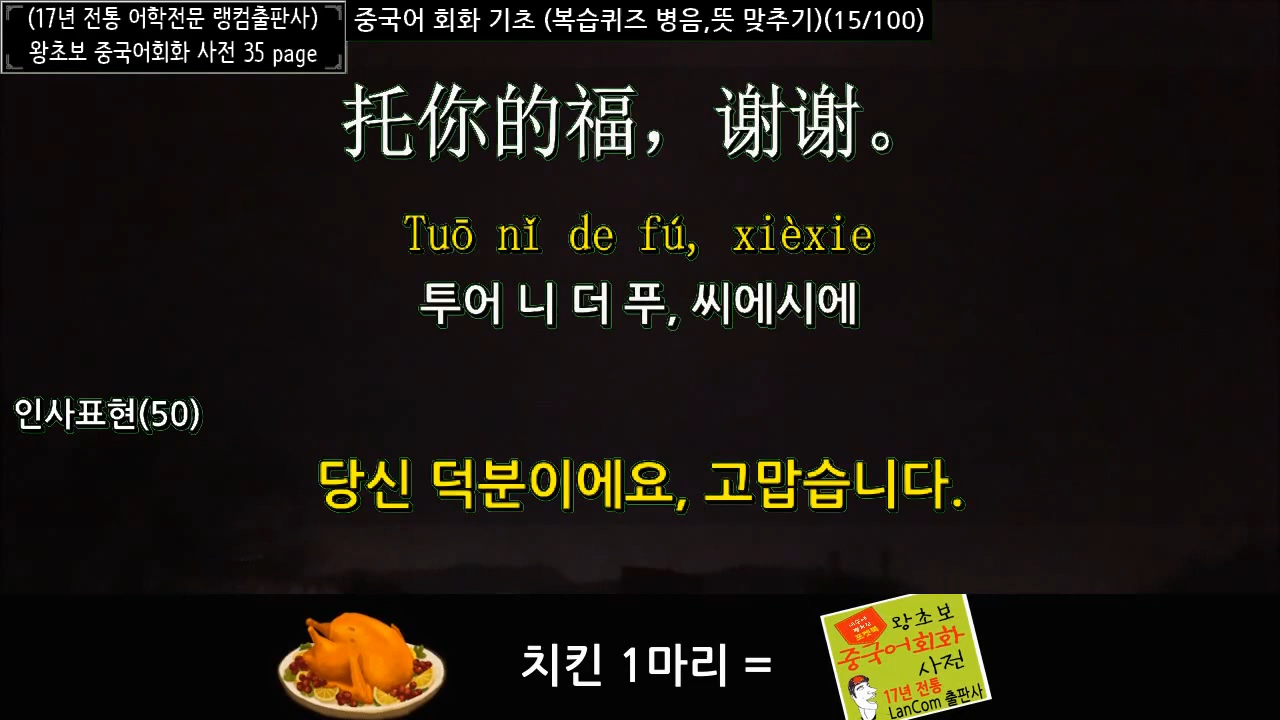 (17년 전통 어학전문 랭컴출판사)
왕초보 중국어회화 사전 35 page
중국어 회화 기초 (복습퀴즈 병음,뜻 맞추기)(15/100)
托你的福，谢谢。
Tuō nǐ de fú, xièxie
투어 니 더 푸, 씨에시에
인사표현(50)
당신 덕분이에요, 고맙습니다.
치킨 1마리 =
포켓북
왕초보
중국어회화
사전
17년 전통
LanCom 출판사